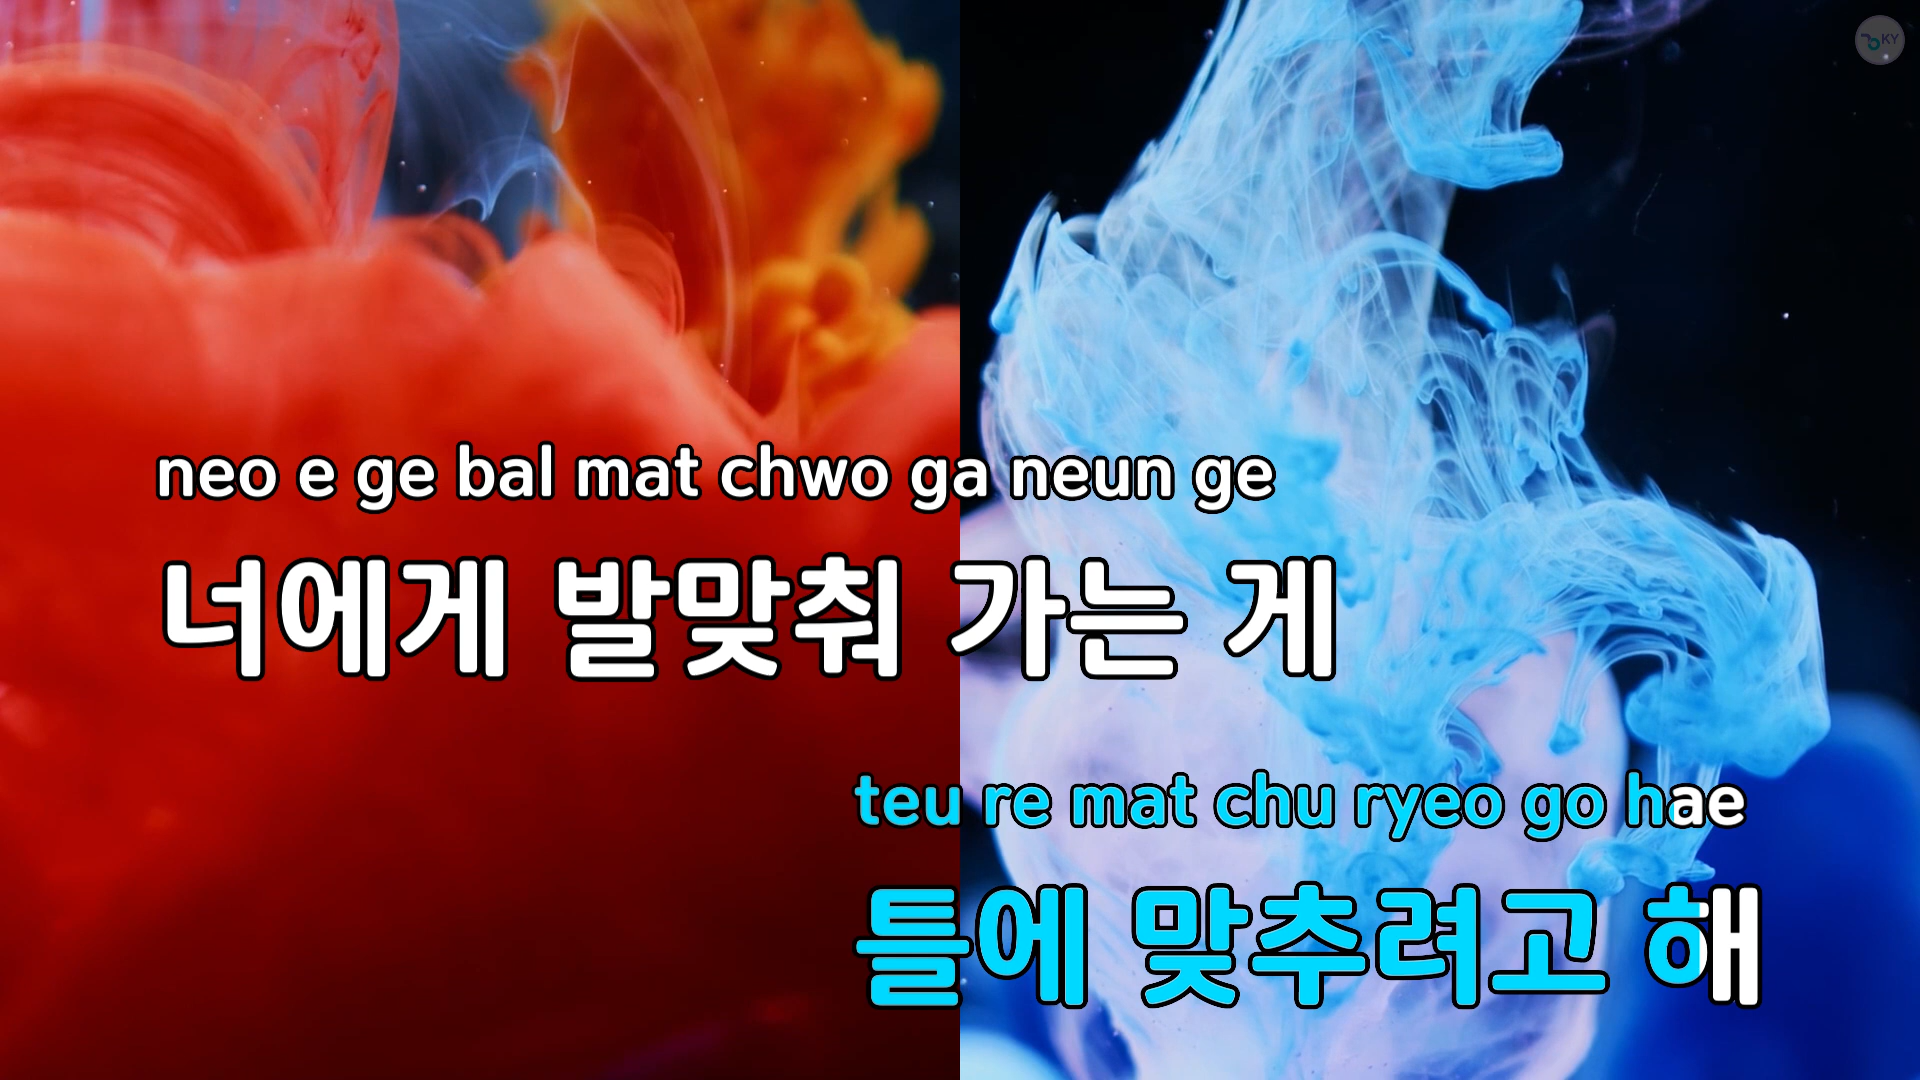 KY
neo e ge bal mat chwo ga neun ge
너에게 발맞춰 가는 게
teu re mat chu ryeo go hae
틀에 맞추려고 해